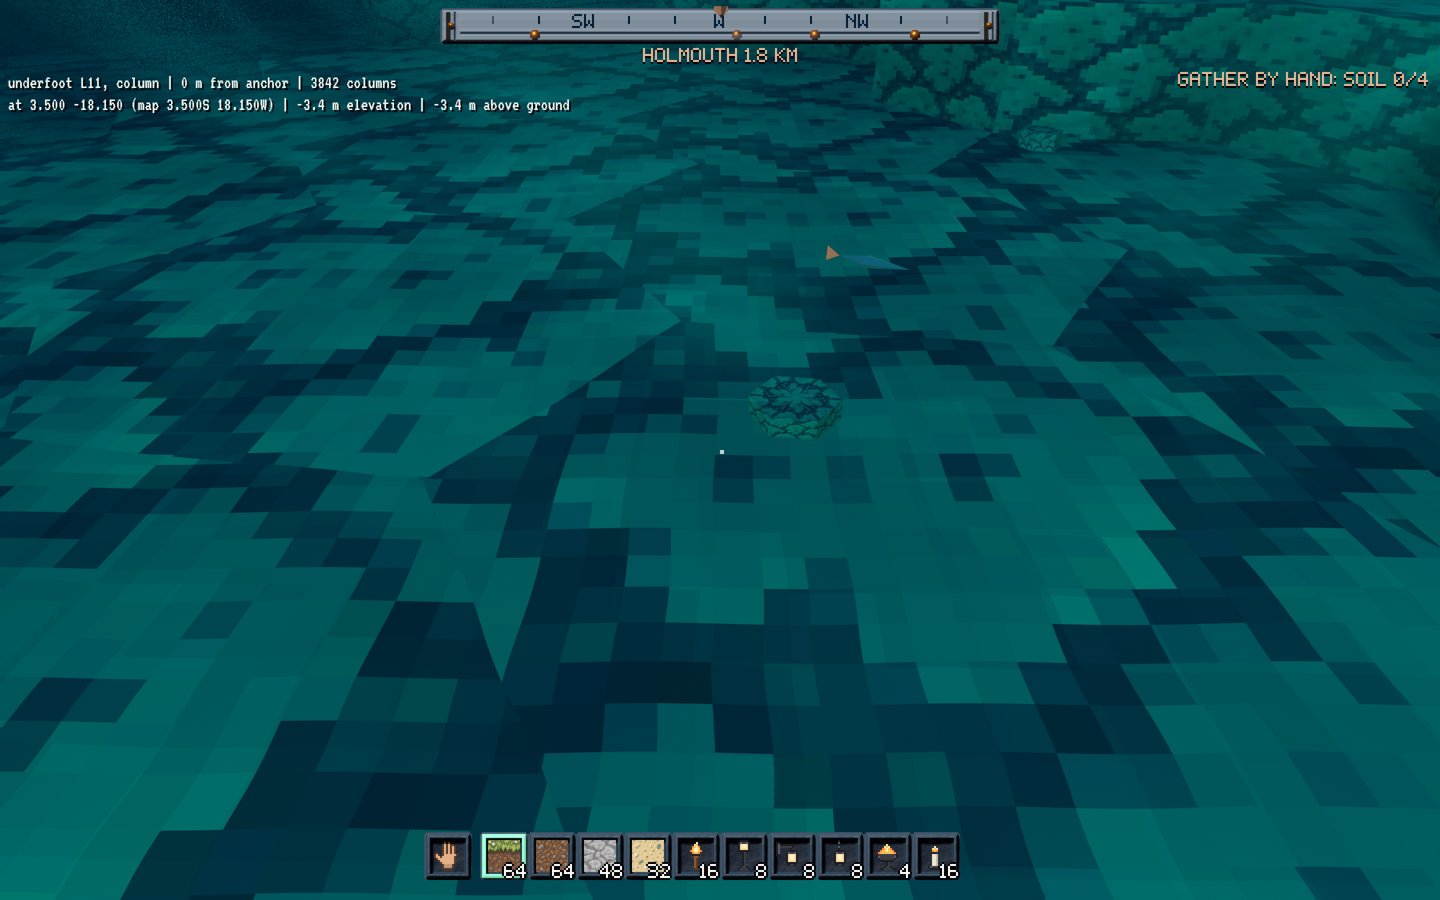 SW W NW
HOLMOUTH 1.8 KM
underfoot L11, column | 0 m from anchor | 3842 columns
at 3.500 -18.150 (map 3.500S 18.150W) | -3.4 m elevation | -3.4 m above ground
GATHER BY HAND: SOIL 0/4
64 64 48 32 16 8 8 8 4 16